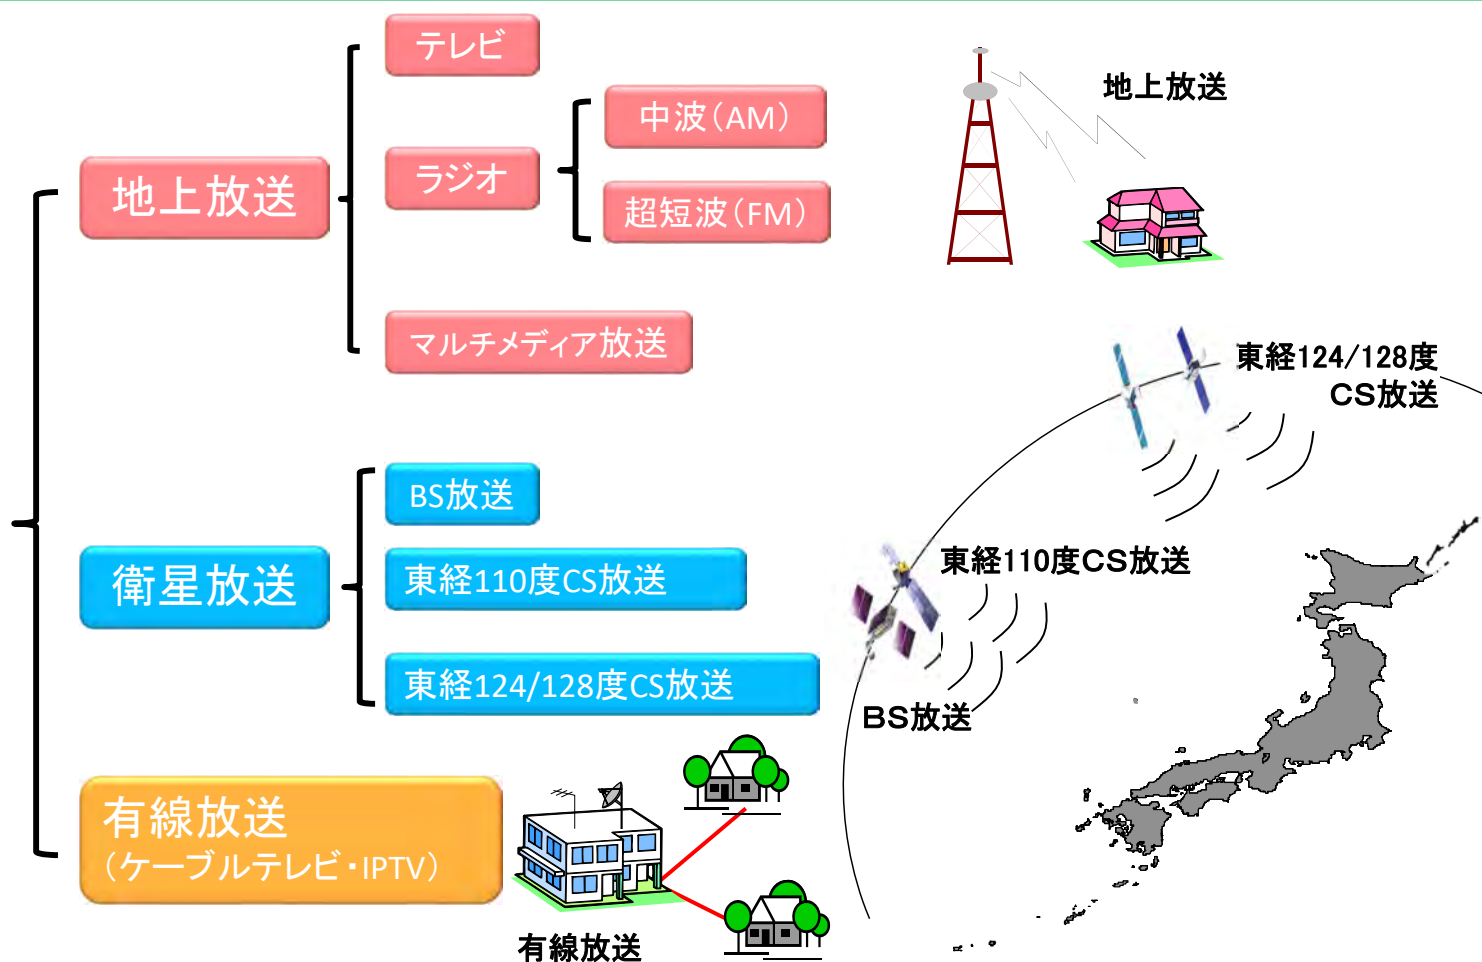 テレビ
中波（AM）
地上放送
ラジオ
超短波（FM）
マルチメディア放送
地上放送
BS放送
衛星放送
東経110度CS放送
東経124/128度CS放送
有線放送
（ケーブルテレビ・IPTV）
有線放送
東経124/128度
CS放送
東経110度CS放送
BS放送